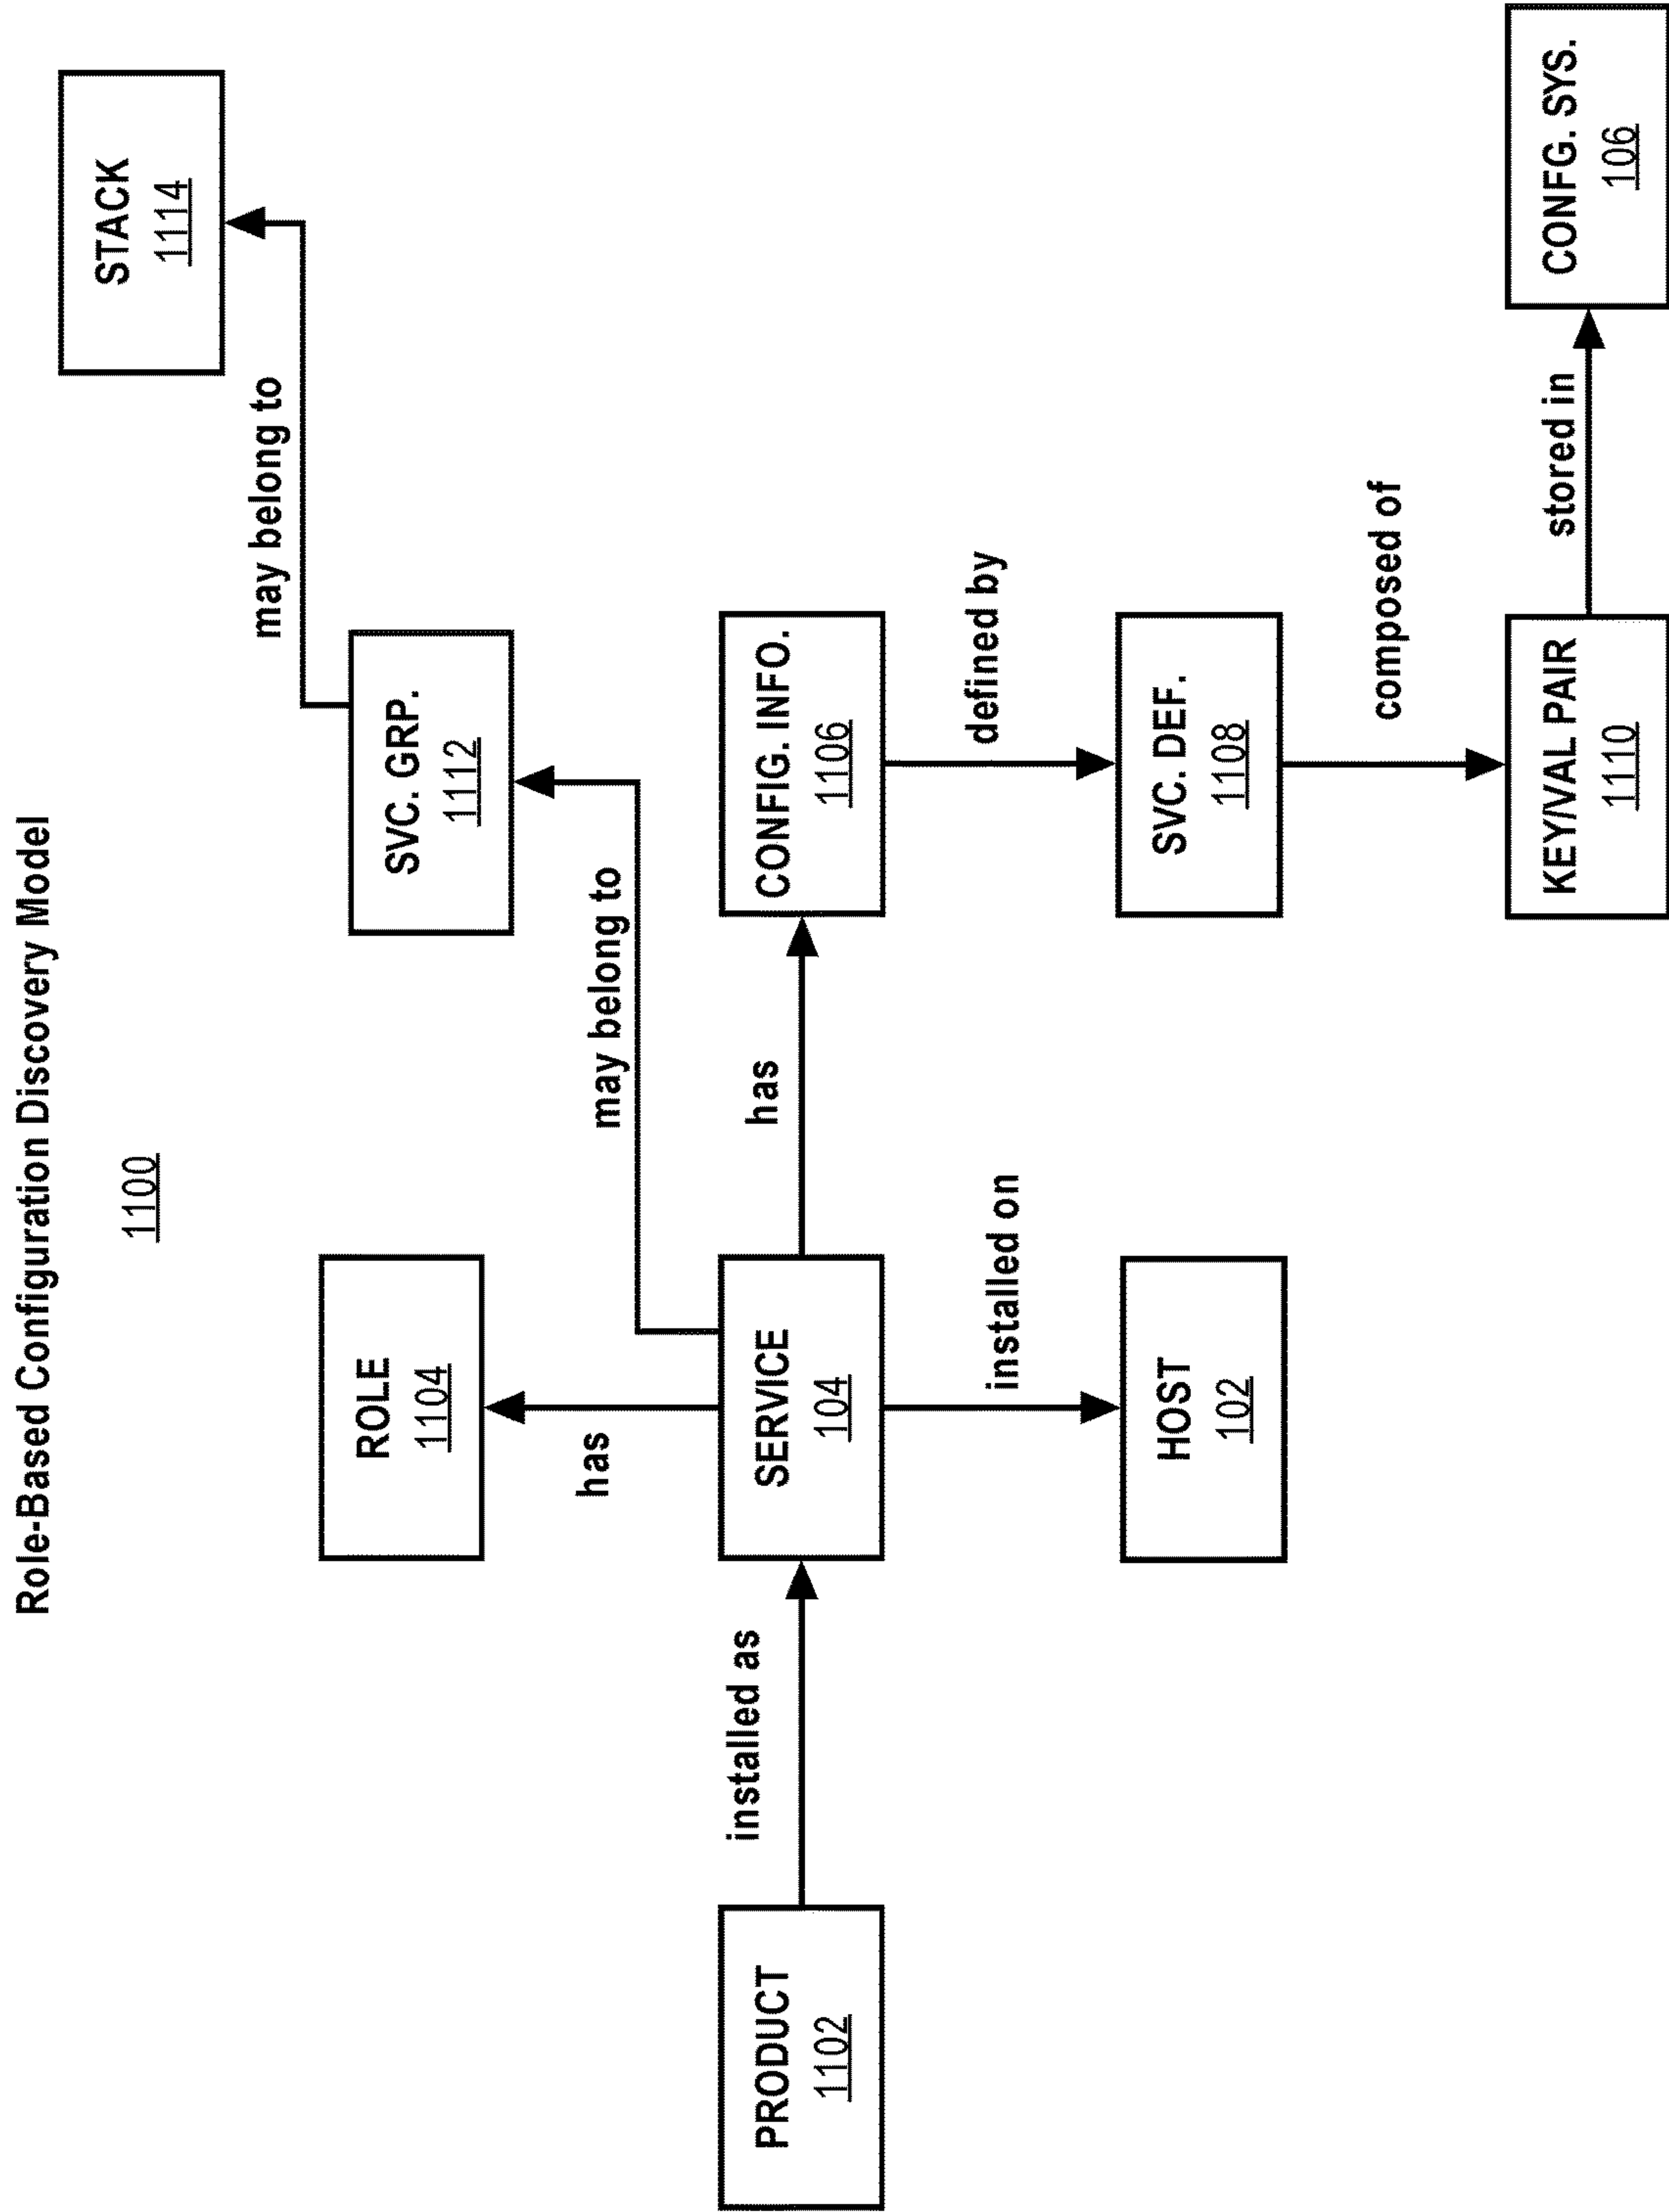 Role-Based Configuration Discovery Model
1100
STACK
1114
may belong to
SVC. GRP.
1112
ROLE
1104
has
may belong to
PRODUCT
1102
installed as
SERVICE
104
has
CONFIG. INFO.
1106
installed on
defined by
HOST
102
SVC. DEF.
1108
composed of
KEY/VAL PAIR
1110
stored in
CONFG. SYS.
106